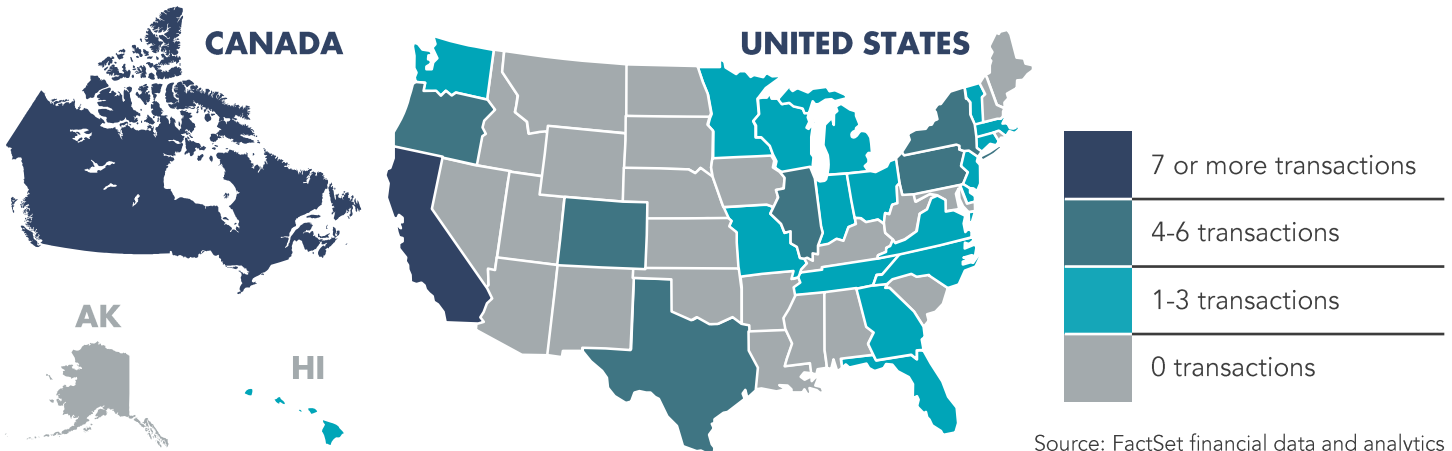 CANADA
UNITED STATES
AK
HI
7 or more transactions
4-6 transactions
1-3 transactions
0 transactions
Source: FactSet financial data and analytics